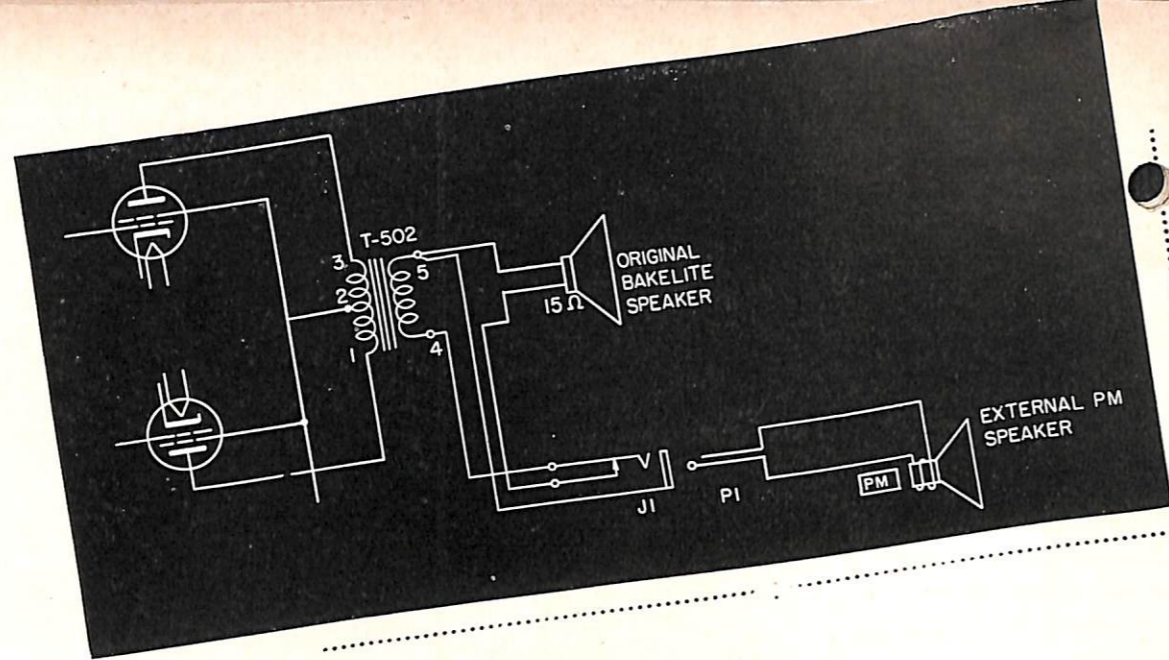 T-502
3
2
1
5
4
15 Ω
ORIGINAL
BAKELITE
SPEAKER
J1
P1
PM
EXTERNAL PM
SPEAKER